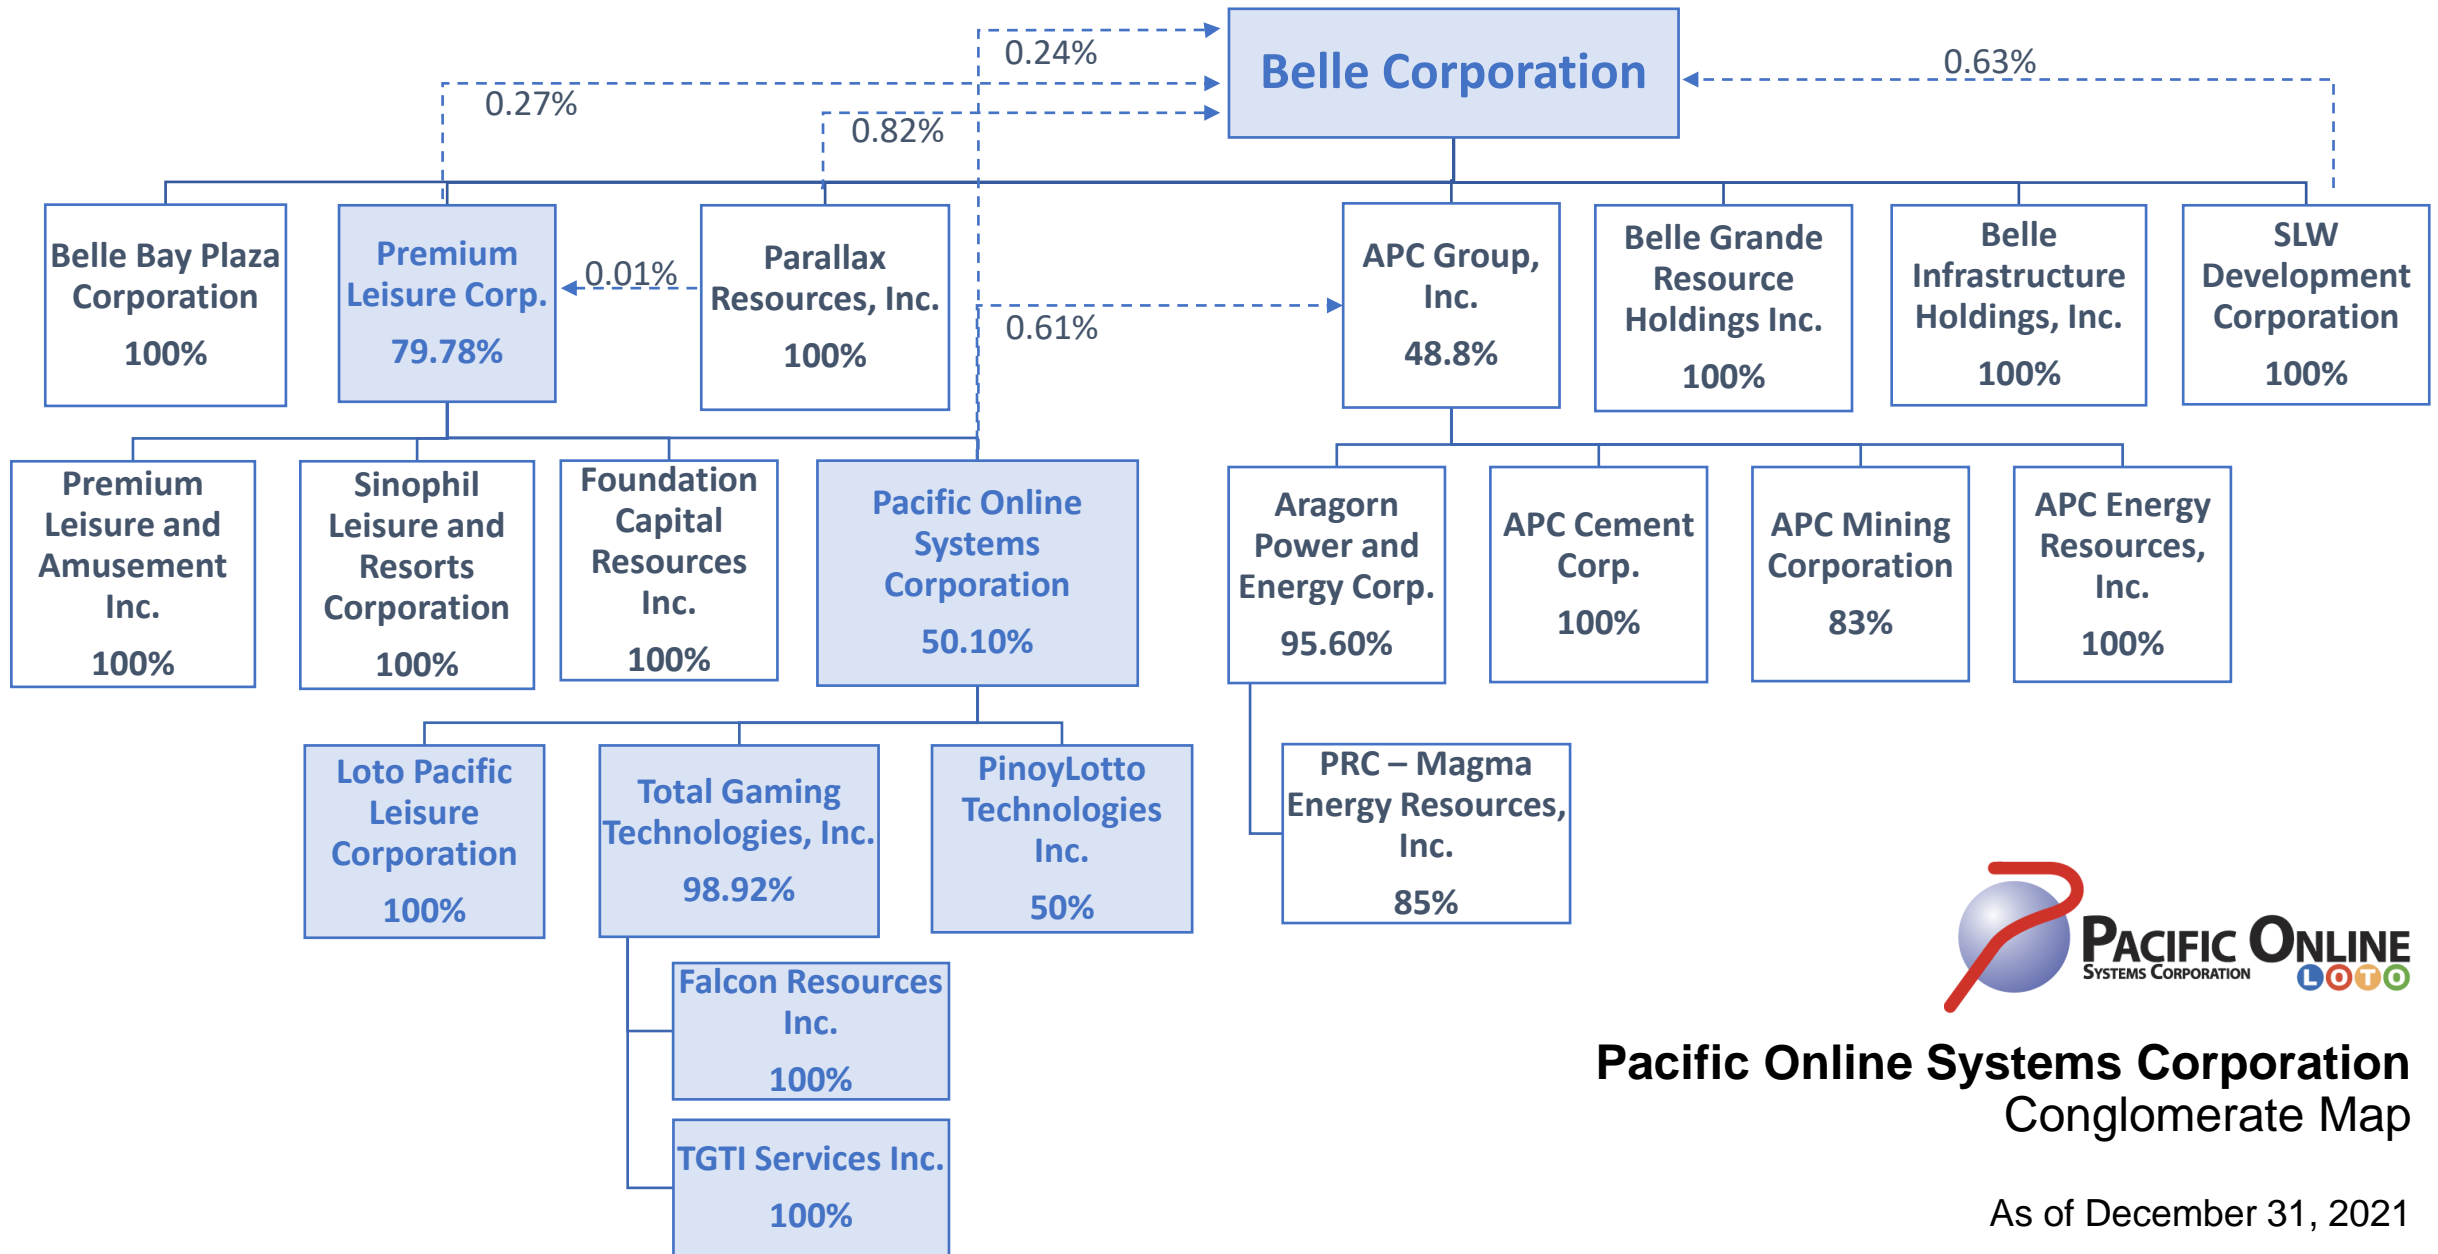 Belle Corporation
0.24%
0.63%
0.27%
0.82%
Belle Bay Plaza
Corporation
100%
Premium
Leisure Corp.
79.78%
0.01%
Parallax
Resources, Inc.
100%
0.61%
APC Group,
Inc.
48.8%
Belle Grande
Resource
Holdings Inc.
100%
Belle
Infrastructure
Holdings, Inc.
100%
SLW
Development
Corporation
100%
Premium
Leisure and
Amusement
Inc.
100%
Sinophil
Leisure and
Resorts
Corporation
100%
Foundation
Capital
Resources
Inc.
100%
Pacific Online
Systems
Corporation
50.10%
Aragorn
Power and
Energy Corp.
95.60%
APC Cement
Corp.
100%
APC Mining
Corporation
83%
APC Energy
Resources,
Inc.
100%
Loto Pacific
Leisure
Corporation
100%
Total Gaming
Technologies, Inc.
98.92%
PinoyLotto
Technologies
Inc.
50%
PRC – Magma
Energy Resources,
Inc.
85%
Falcon Resources
Inc.
100%
TGTI Services Inc.
100%
PACIFIC ONLINE
SYSTEMS CORPORATION
LOTO
Pacific Online Systems Corporation
Conglomerate Map
As of December 31, 2021